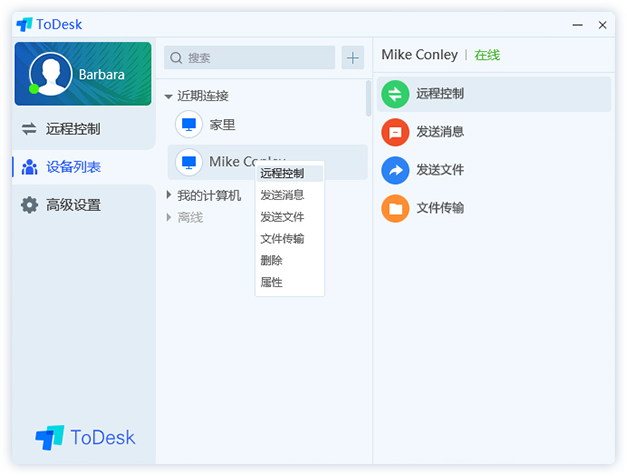 ToDesk
Barbara
远程控制
设备列表
高级设置
ToDesk
搜索
近期连接
家里
Mike Conley
我的计算机
离线
远程控制
发送消息
发送文件
文件传输
删除
属性
Mike Conley | 在线
远程控制
发送消息
发送文件
文件传输